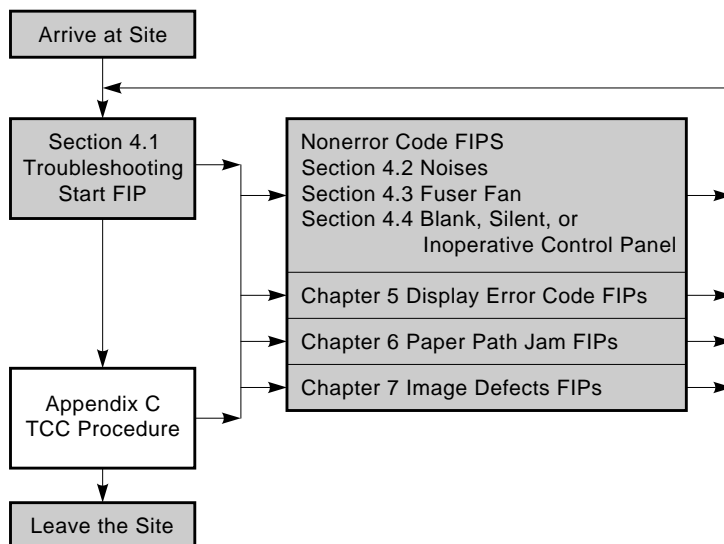 Arrive at Site
Section 4.1
Troubleshooting
Start FIP
Nonerror Code FIPS
Section 4.2 Noises
Section 4.3 Fuser Fan
Section 4.4 Blank, Silent, or
Inoperative Control Panel
Chapter 5 Display Error Code FIPs
Chapter 6 Paper Path Jam FIPs
Chapter 7 Image Defects FIPs
Appendix C
TCC Procedure
Leave the Site